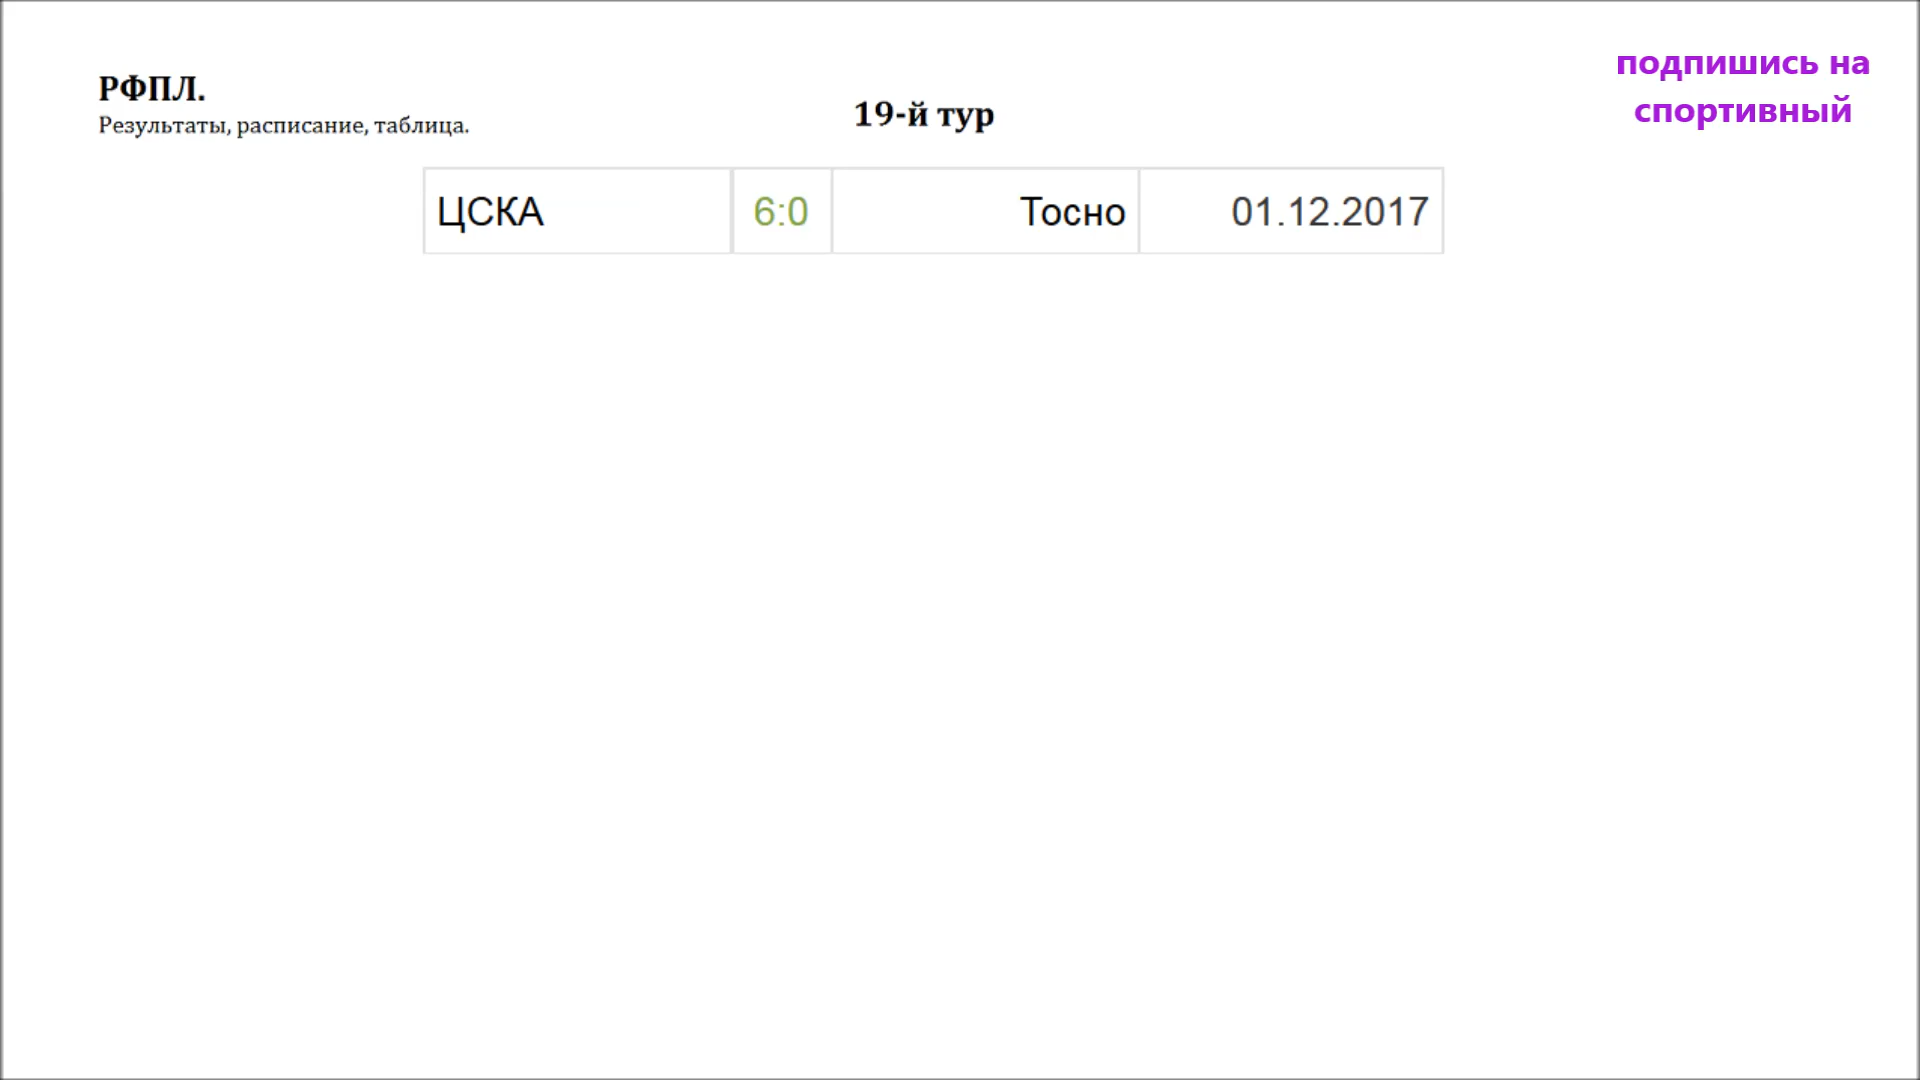 РФПЛ.
Результаты, расписание, таблица.
19-й тур
подпишись на
спортивный
ЦСКА 6:0 Тосно 01.12.2017